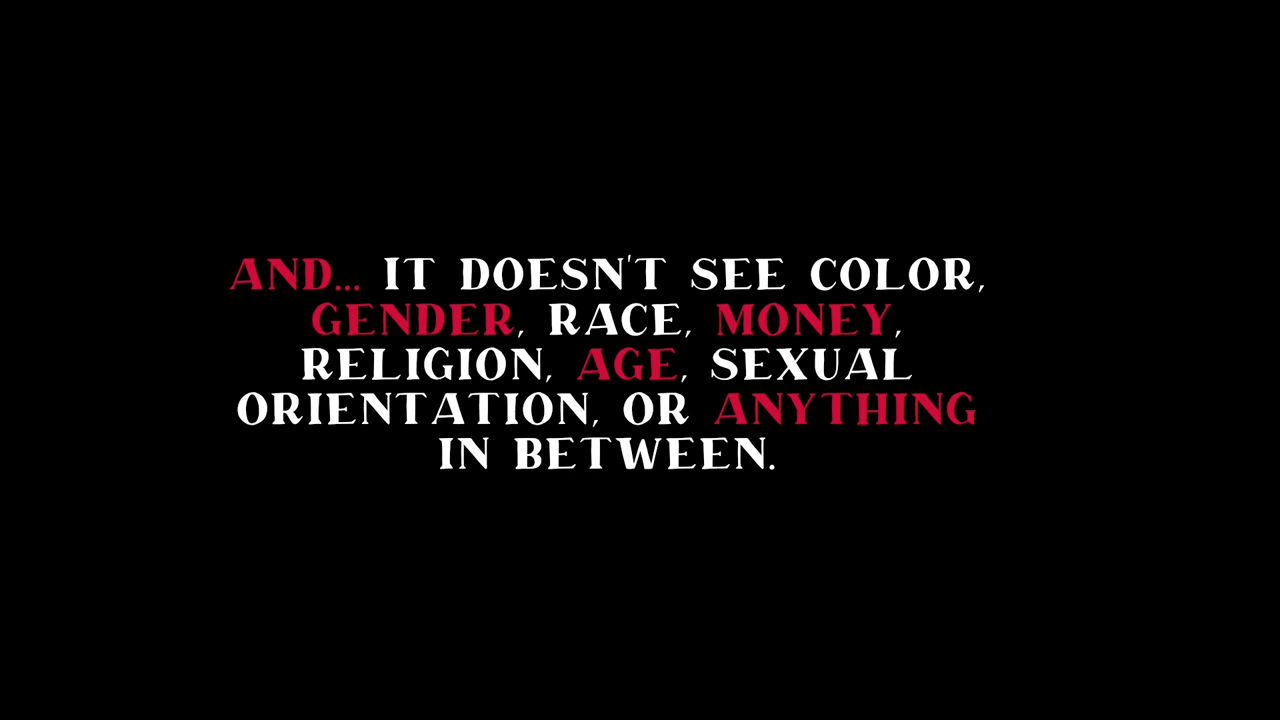 AND... IT DOESN'T SEE COLOR,
GENDER, RACE, MONEY,
RELIGION, AGE, SEXUAL
ORIENTATION, OR ANYTHING
IN BETWEEN.